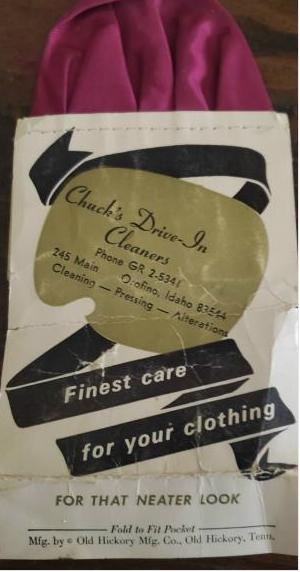 Chuck's Drive-In
Cleaners
Phone GR 2-5341
245 Main Orofino, Idaho 83544
Cleaning — Pressing — Alterations
Finest care
for your clothing
FOR THAT NEATER LOOK
Fold to Fit Pocket
Mfg. by © Old Hickory Mfg. Co., Old Hickory, Tenn.